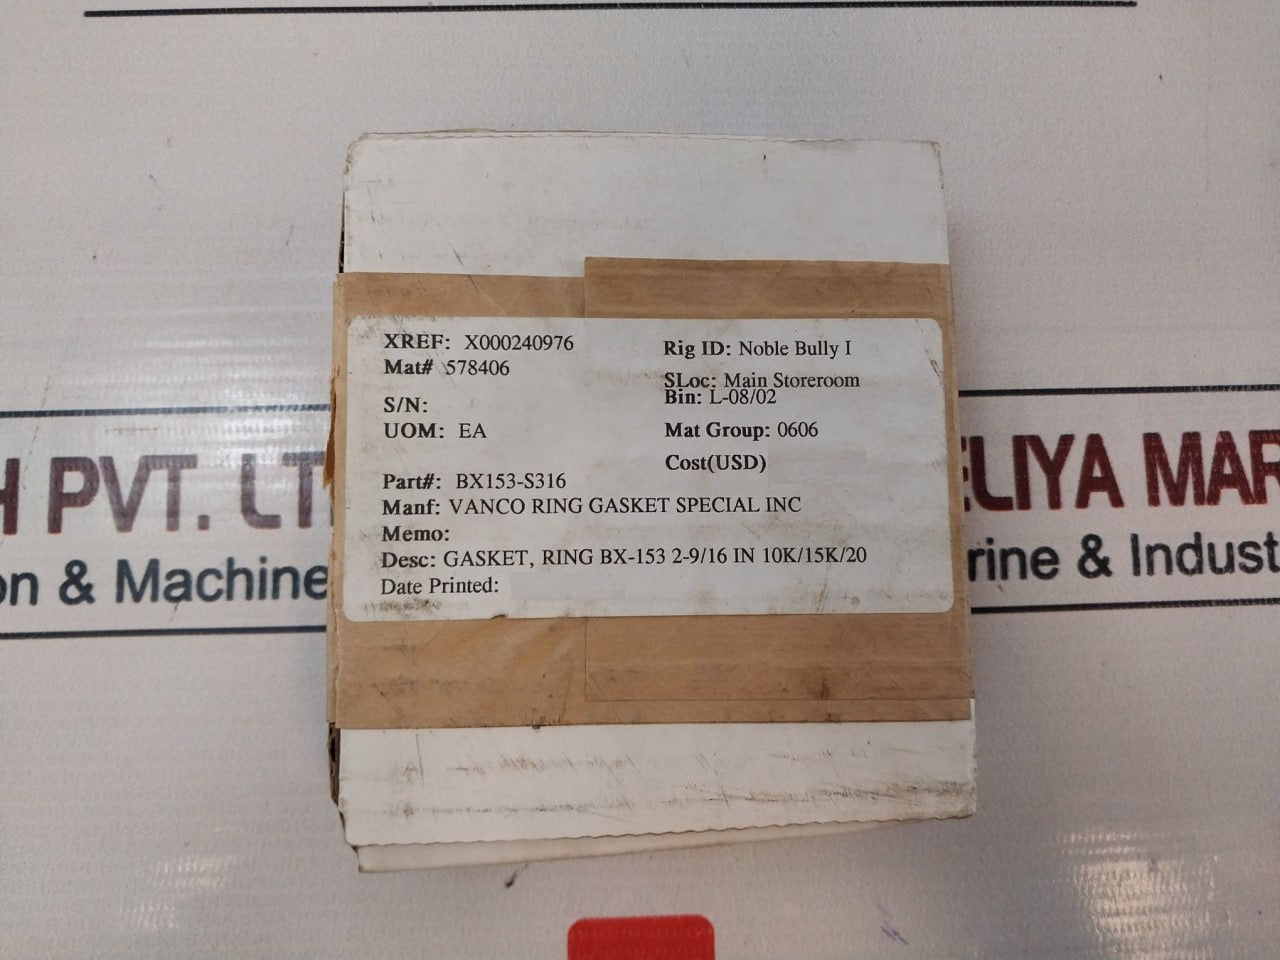 XREF: X000240976
Mat# 578406
S/N:
UOM: EA
Rig ID: Noble Bully I
SLoc: Main Storeroom
Bin: L-08/02
Mat Group: 0606
Cost(USD)
Part#: BX153-S316
Manf: VANCO RING GASKET SPECIAL INC
Memo:
Desc: GASKET, RING BX-153 2-9/16 IN 10K/15K/20
Date Printed:
H PVT. LT
on & Machine
ELIYA MAR
rine & Indust